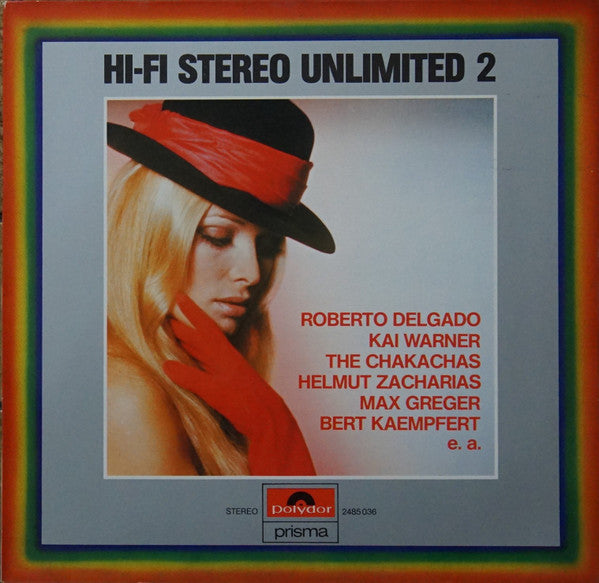 HI-FI STEREO UNLIMITED 2
ROBERTO DELGADO
KAI WARNER
THE CHAKACHAS
HELMUT ZACHARIAS
MAX GREGER
BERT KAEMPFERT
e. a.
STEREO polydor 2485 036
prisma